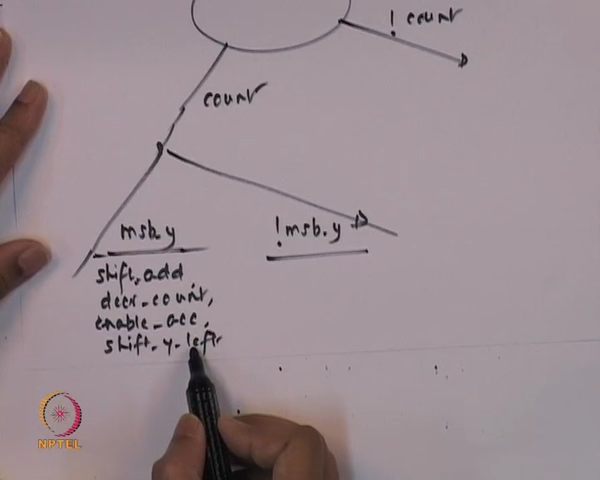 ! count
count
msb.y
!msb.y
shift, add,
decr_count,
enable_acc,
shift_y_left
NPTEL